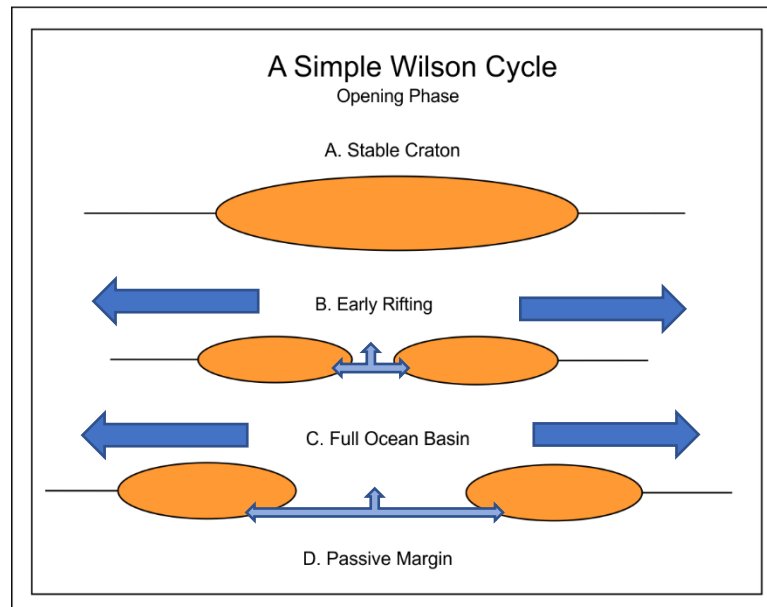 A Simple Wilson Cycle
Opening Phase
A. Stable Craton
B. Early Rifting
C. Full Ocean Basin
D. Passive Margin